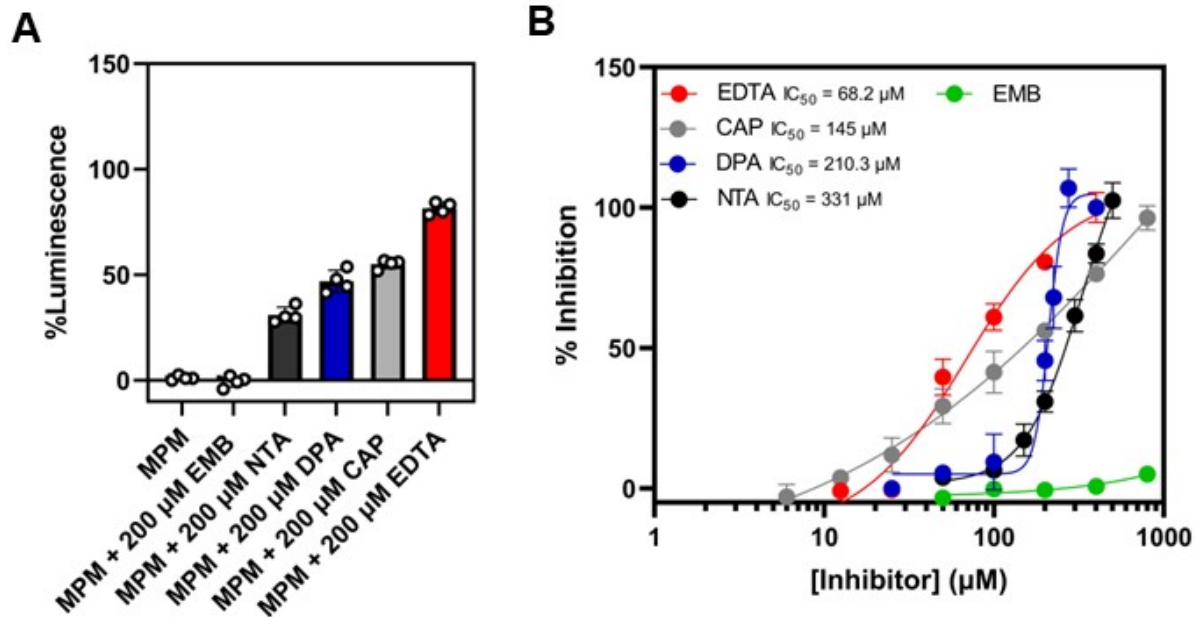 A
150
100
50
0
%Luminescence
MPM
MPM + 200 µM EMB
MPM + 200 µM NTA
MPM + 200 µM DPA
MPM + 200 µM CAP
MPM + 200 µM EDTA
B
150
100
50
0
% Inhibition
EDTA IC₅₀ = 68.2 µM
EMB
CAP IC₅₀ = 145 µM
DPA IC₅₀ = 210.3 µM
NTA IC₅₀ = 331 µM
1
10
100
1000
[Inhibitor] (µM)